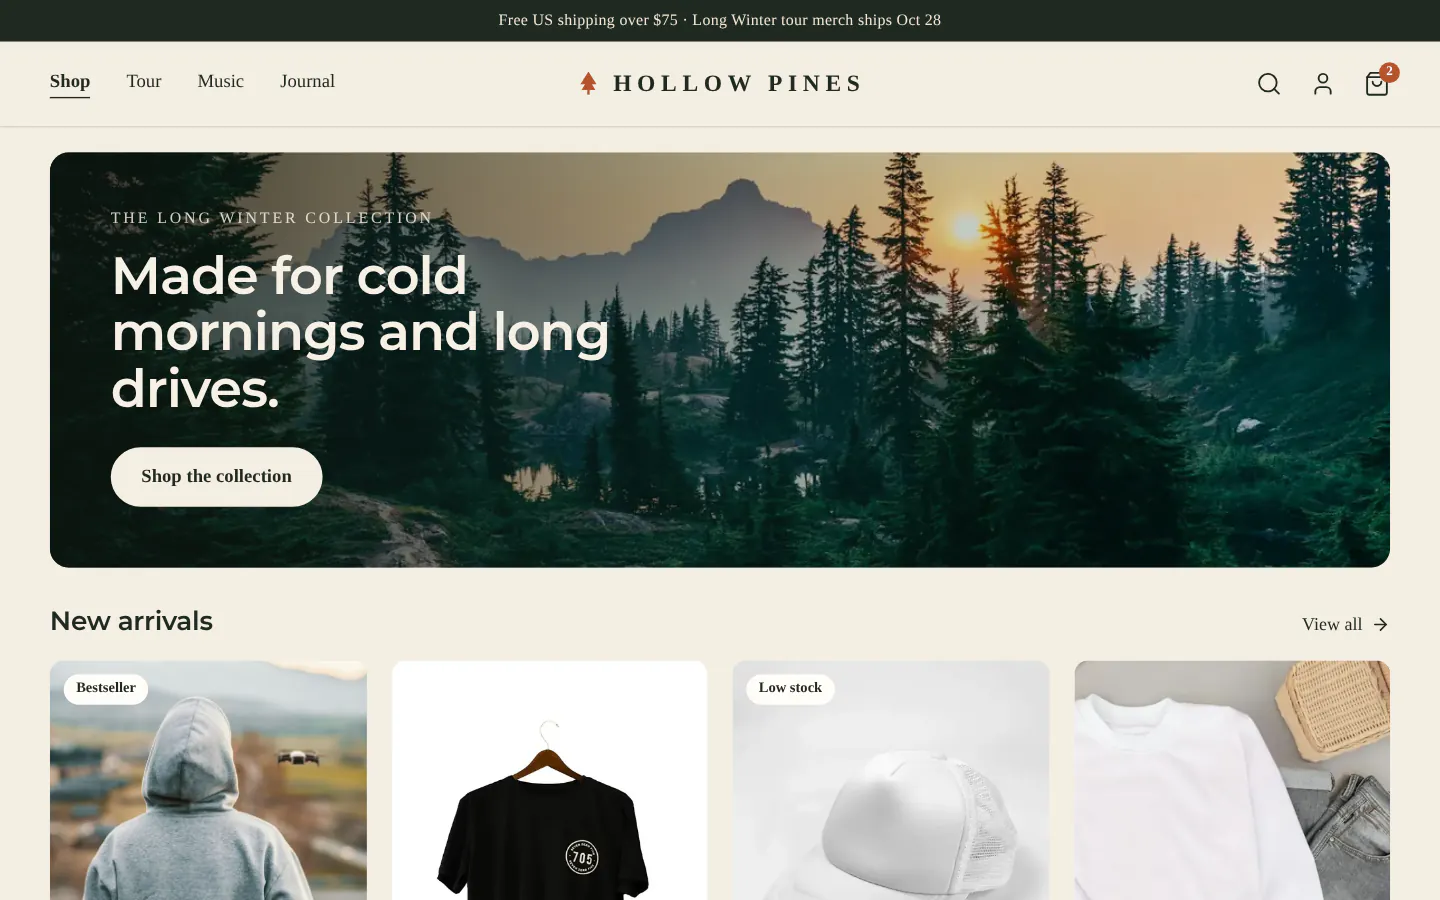 Free US shipping over $75 · Long Winter tour merch ships Oct 28
Shop Tour Music Journal
HOLLOW PINES
2
THE LONG WINTER COLLECTION
Made for cold
mornings and long
drives.
Shop the collection
New arrivals
View all
Bestseller
Low stock
705